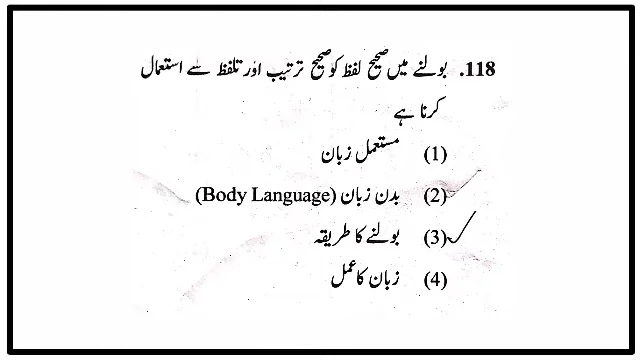 118. بولنے میں صحیح لفظ کو صحیح ترتیب اور تلفظ سے استعمال
کرنا ہے
(1) مستعمل زبان
(2) بدن زبان (Body Language)
(3) بولنے کا طریقہ
(4) زبان کا عمل